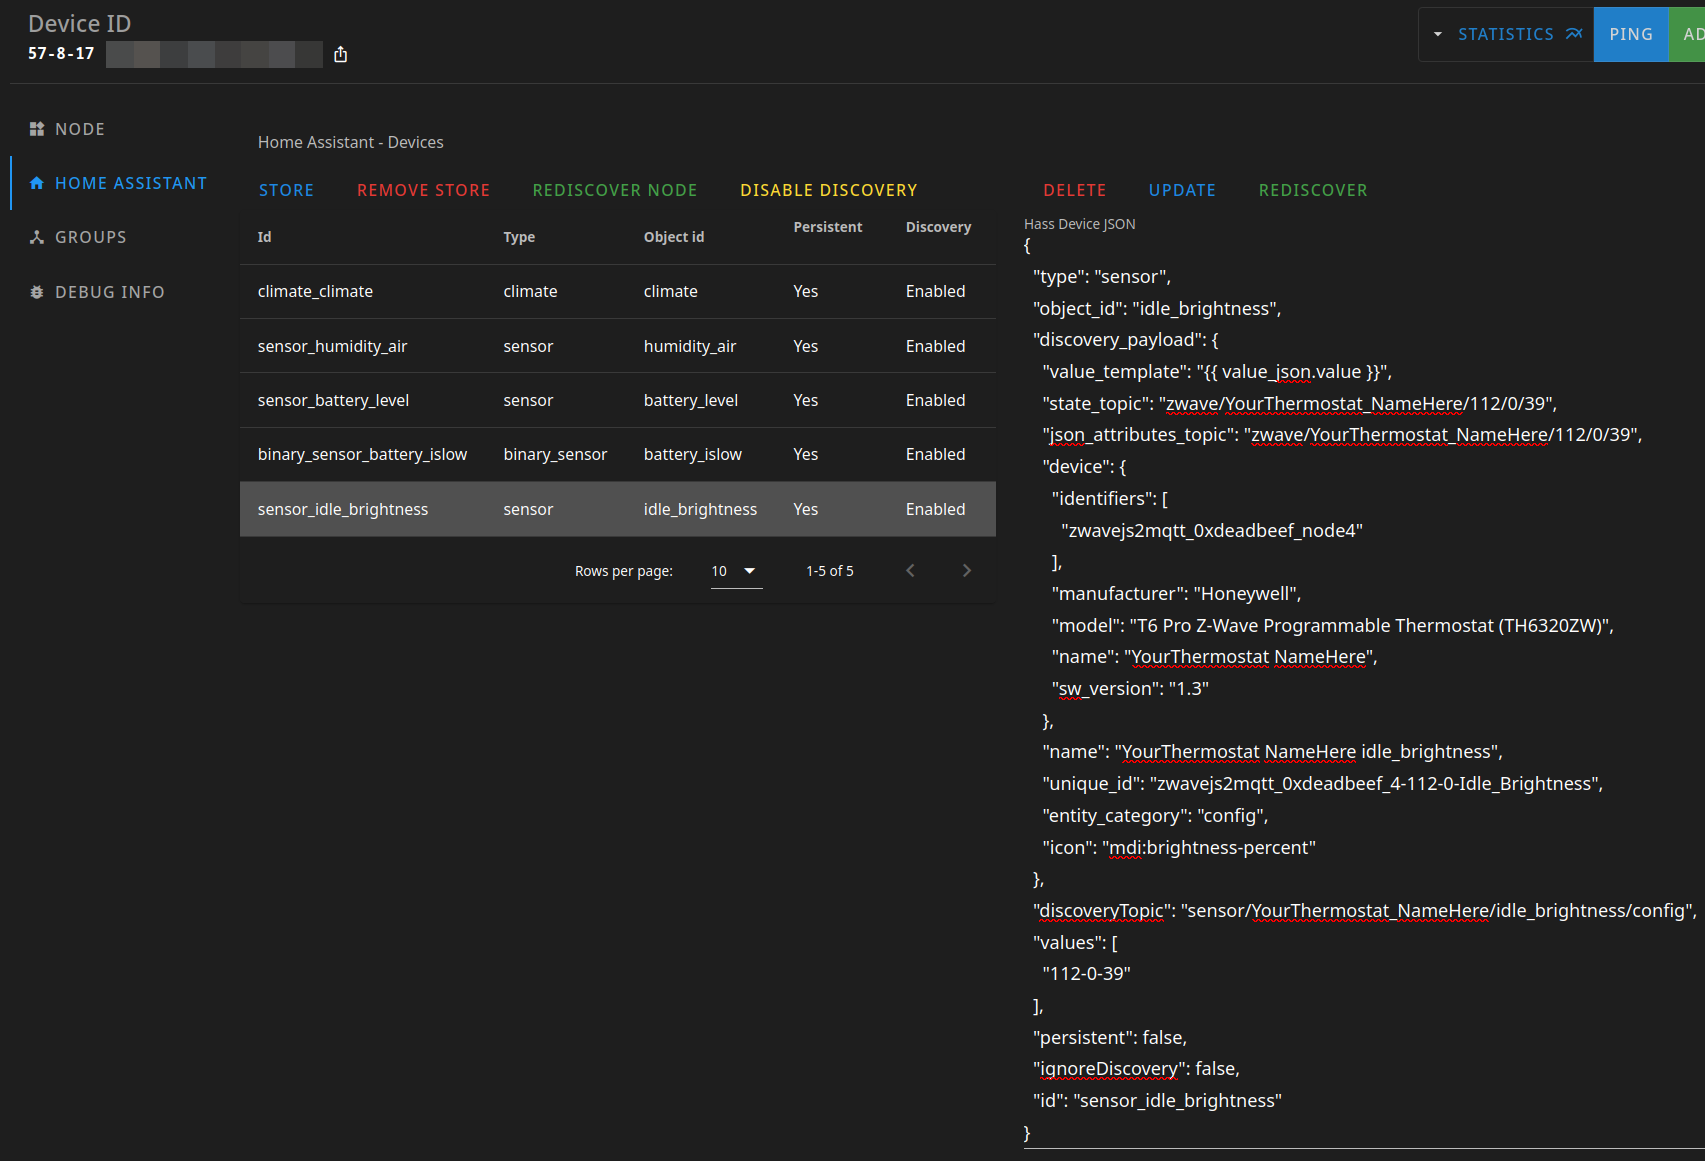 Device ID
57-8-17
STATISTICS
PING
AD
NODE
HOME ASSISTANT
GROUPS
DEBUG INFO
Home Assistant - Devices
STORE REMOVE STORE REDISCOVER NODE DISABLE DISCOVERY
Id Type Object id Persistent Discovery
climate_climate climate climate Yes Enabled
sensor_humidity_air sensor humidity_air Yes Enabled
sensor_battery_level sensor battery_level Yes Enabled
binary_sensor_battery_islow binary_sensor battery_islow Yes Enabled
sensor_idle_brightness sensor idle_brightness Yes Enabled
Rows per page: 10 1-5 of 5
DELETE UPDATE REDISCOVER
Hass Device JSON
{
"type": "sensor",
"object_id": "idle_brightness",
"discovery_payload": {
"value_template": "{{ value_json.value }}",
"state_topic": "zwave/YourThermostat_NameHere/112/0/39",
"json_attributes_topic": "zwave/YourThermostat_NameHere/112/0/39",
"device": {
"identifiers": [
"zwavejs2mqtt_0xdeadbeef_node4"
],
"manufacturer": "Honeywell",
"model": "T6 Pro Z-Wave Programmable Thermostat (TH6320ZW)",
"name": "YourThermostat NameHere",
"sw_version": "1.3"
},
"name": "YourThermostat NameHere idle_brightness",
"unique_id": "zwavejs2mqtt_0xdeadbeef_4-112-0-Idle_Brightness",
"entity_category": "config",
"icon": "mdi:brightness-percent"
},
"discoveryTopic": "sensor/YourThermostat_NameHere/idle_brightness/config",
"values": [
"112-0-39"
],
"persistent": false,
"ignoreDiscovery": false,
"id": "sensor_idle_brightness"
}